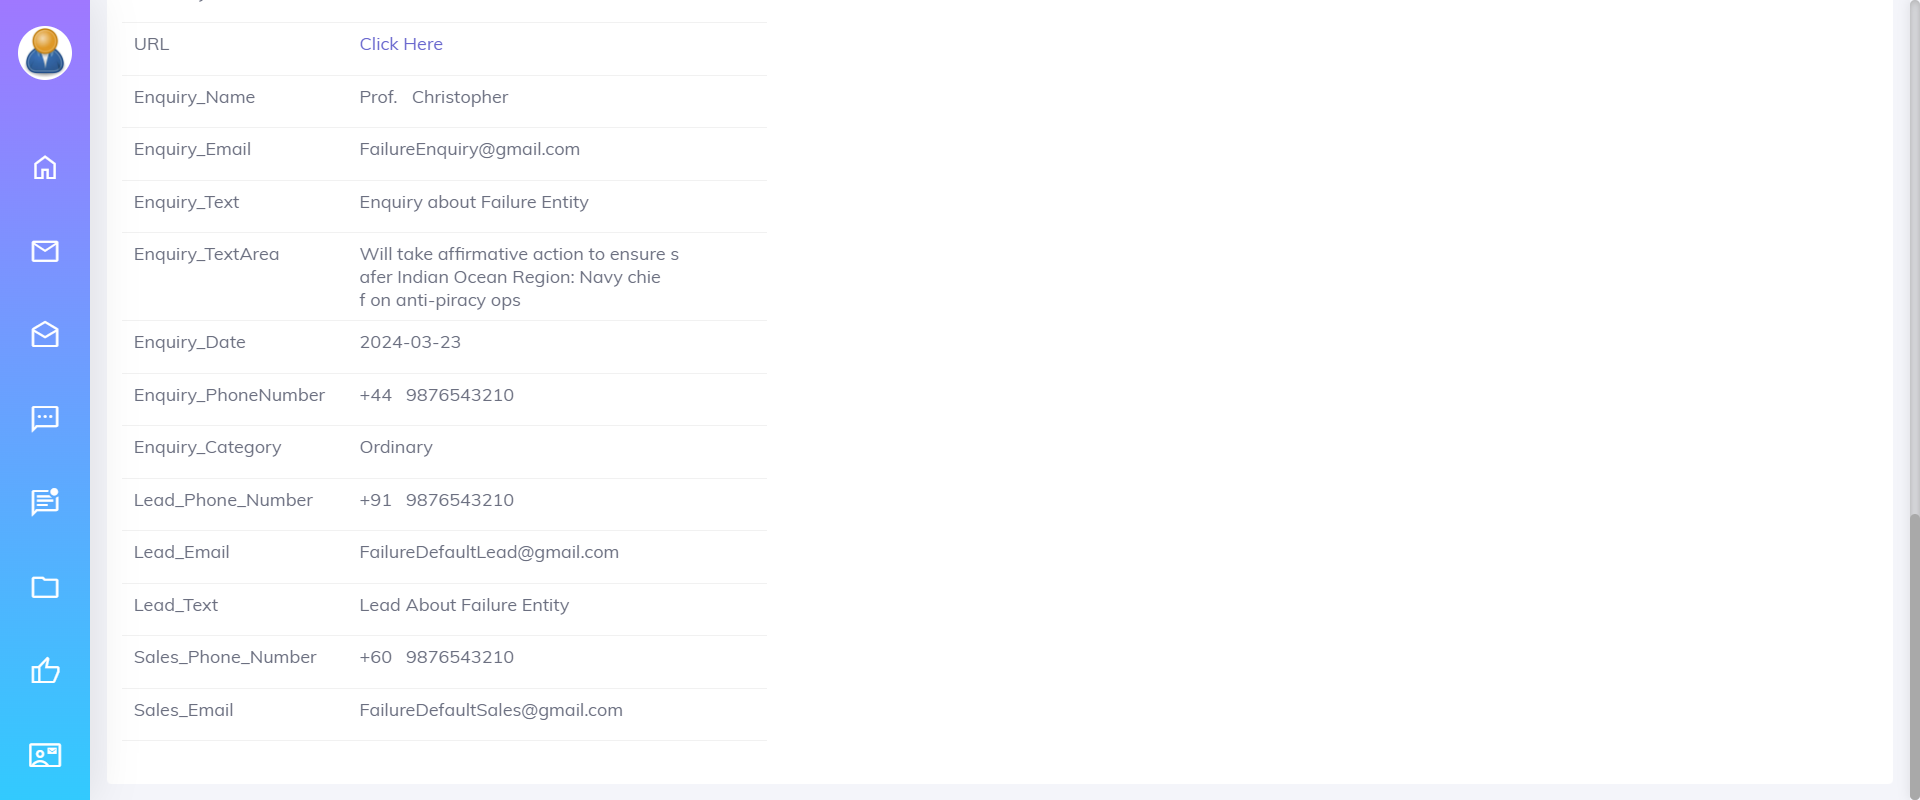 URL Click Here
Enquiry_Name Prof. Christopher
Enquiry_Email FailureEnquiry@gmail.com
Enquiry_Text Enquiry about Failure Entity
Enquiry_TextArea Will take affirmative action to ensure s
afer Indian Ocean Region: Navy chie
f on anti-piracy ops
Enquiry_Date 2024-03-23
Enquiry_PhoneNumber +44 9876543210
Enquiry_Category Ordinary
Lead_Phone_Number +91 9876543210
Lead_Email FailureDefaultLead@gmail.com
Lead_Text Lead About Failure Entity
Sales_Phone_Number +60 9876543210
Sales_Email FailureDefaultSales@gmail.com